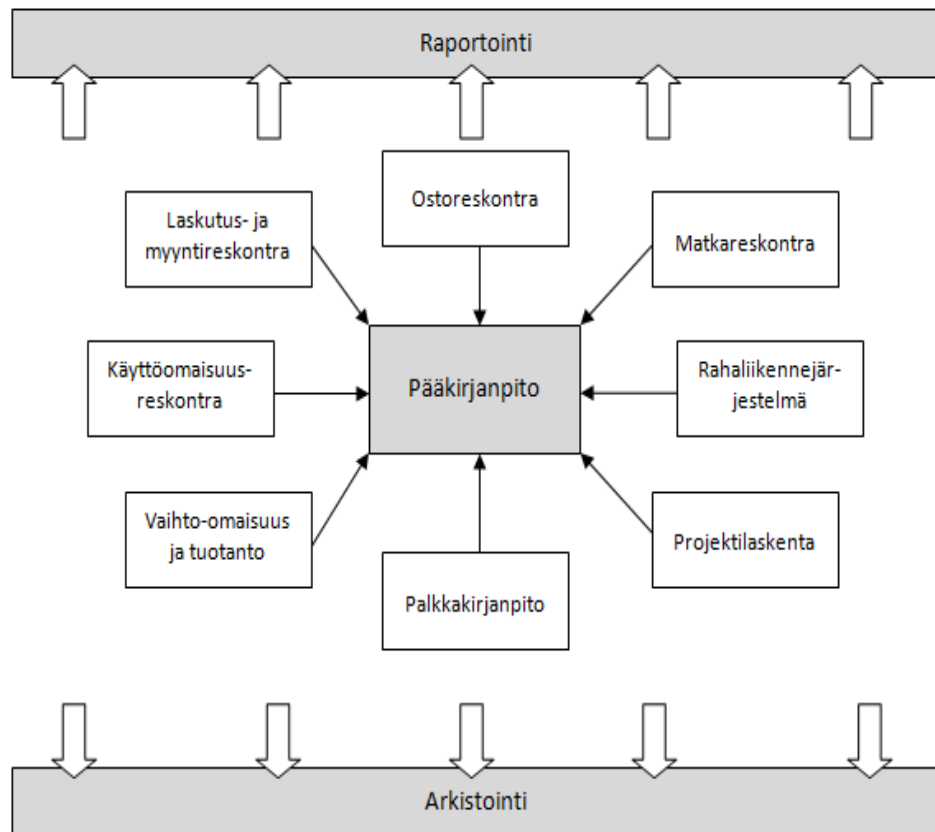 Raportointi
Ostoreskontra
Laskutus- ja
myyntireskontra
Matkareskontra
Käyttöomaisuus-
reskontra
Pääkirjanpito
Rahaliikennejär-
jestelmä
Vaihto-omaisuus
ja tuotanto
Palkkakirjanpito
Projektilaskenta
Arkistointi